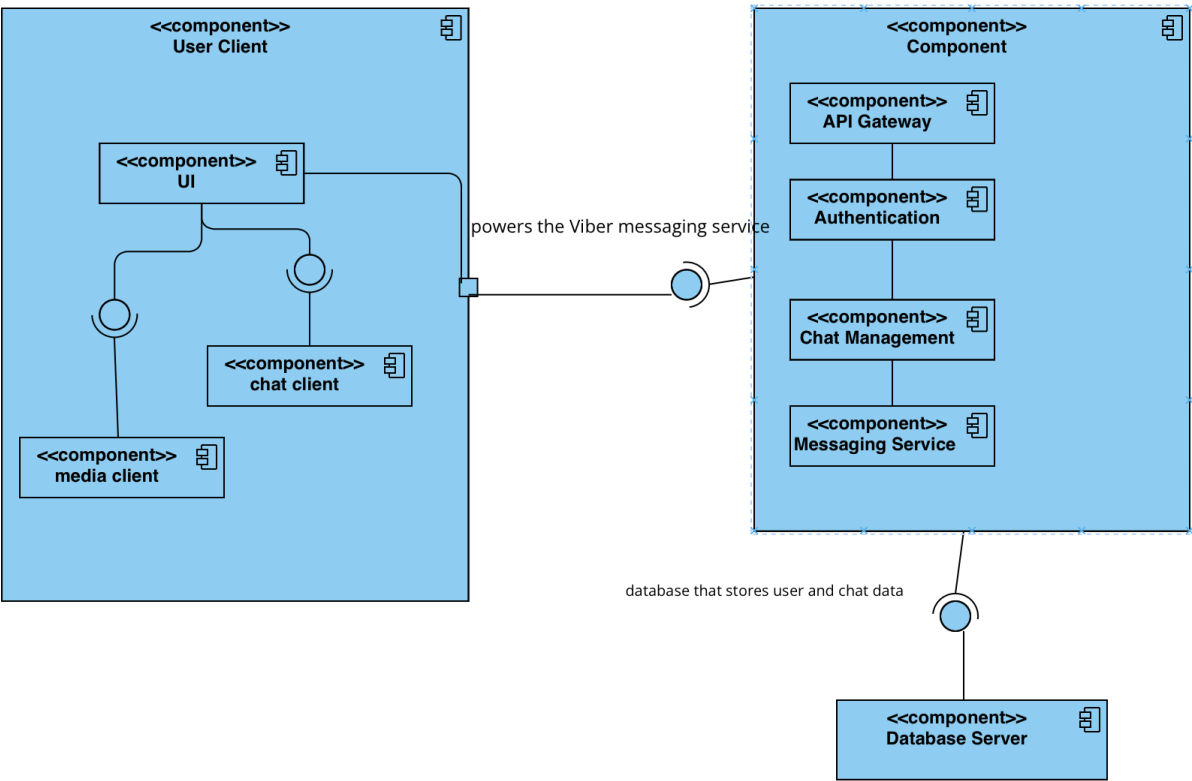 <<component>>
User Client
<<component>>
UI
<<component>>
chat client
<<component>>
media client
powers the Viber messaging service
<<component>>
Component
<<component>>
API Gateway
<<component>>
Authentication
<<component>>
Chat Management
<<component>>
Messaging Service
database that stores user and chat data
<<component>>
Database Server